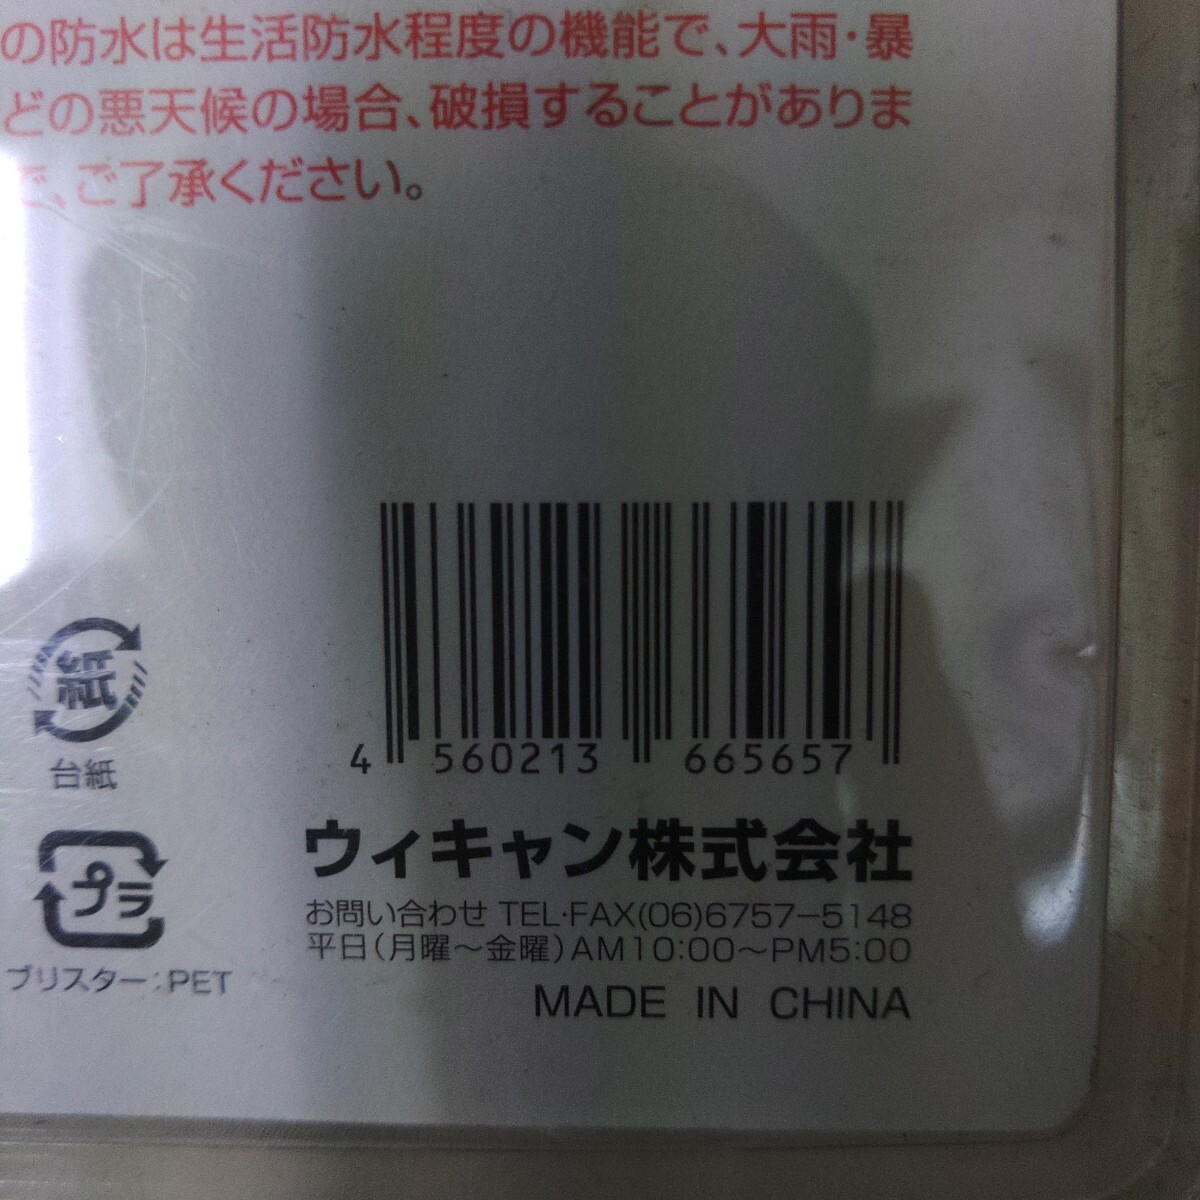 の防水は生活防水程度の機能で、大雨・暴
どの悪天候の場合、破損することがありま
で、ご了承ください。
紙
台紙
プラ
ブリスター:PET
4 560213 665657
ウィキャン株式会社
お問い合わせ TEL・FAX(06)6757-5148
平日(月曜〜金曜)AM10:00〜PM5:00
MADE IN CHINA